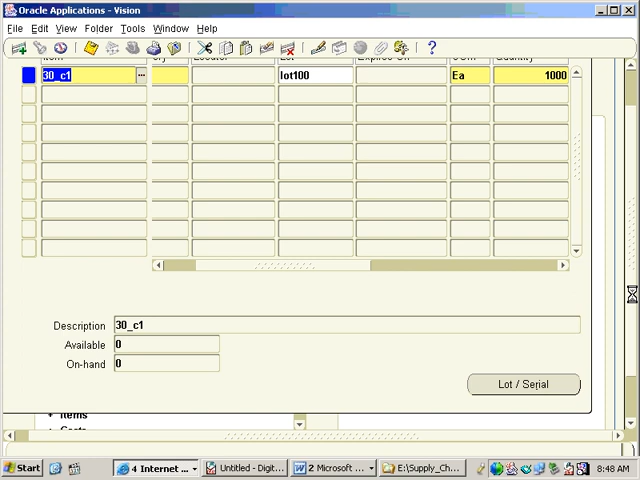 Oracle Applications - Vision
File Edit View Folder Tools Window Help
30_c1 lot100 Ea 1000
Description 30_c1
Available 0
On-hand 0
Lot / Serial
Items
Start 4 Internet ... Untitled - Digit... 2 Microsoft ... E:\Supply_Ch... 8:48 AM